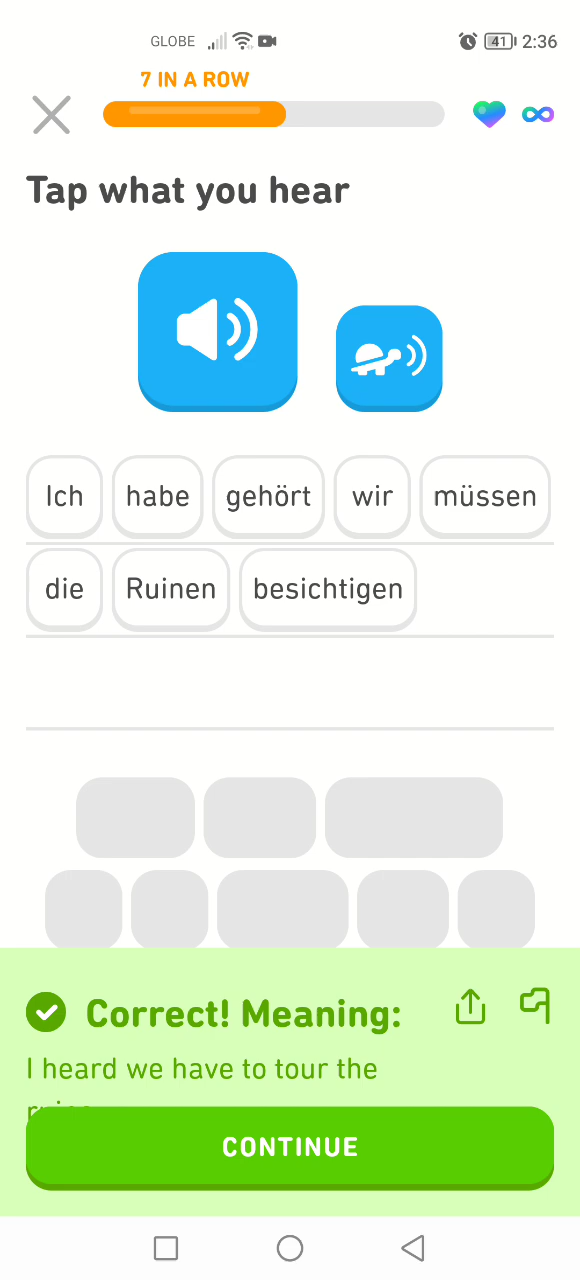 GLOBE 41 2:36
7 IN A ROW
Tap what you hear
Ich habe gehört wir müssen
die Ruinen besichtigen
Correct! Meaning:
I heard we have to tour the
CONTINUE